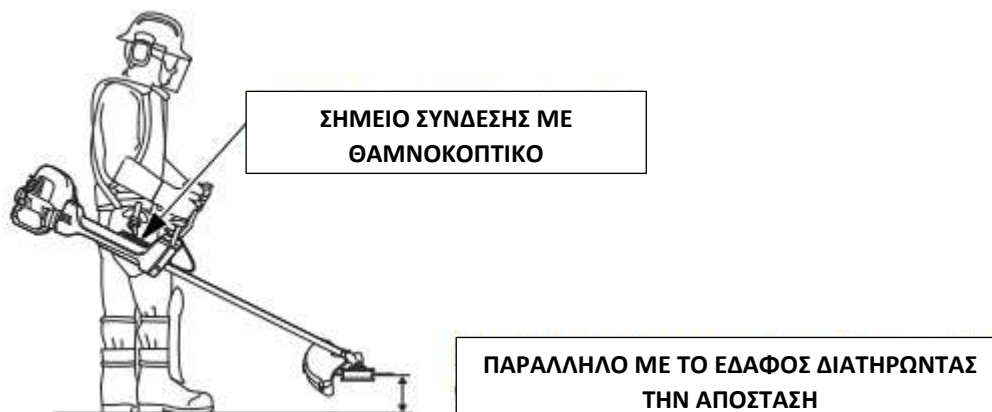 ΣΗΜΕΙΟ ΣΥΝΔΕΣΗΣ ΜΕ
ΘΑΜΝΟΚΟΠΤΙΚΟ
ΠΑΡΑΛΛΗΛΟ ΜΕ ΤΟ ΕΔΑΦΟΣ ΔΙΑΤΗΡΩΝΤΑΣ
ΤΗΝ ΑΠΟΣΤΑΣΗ